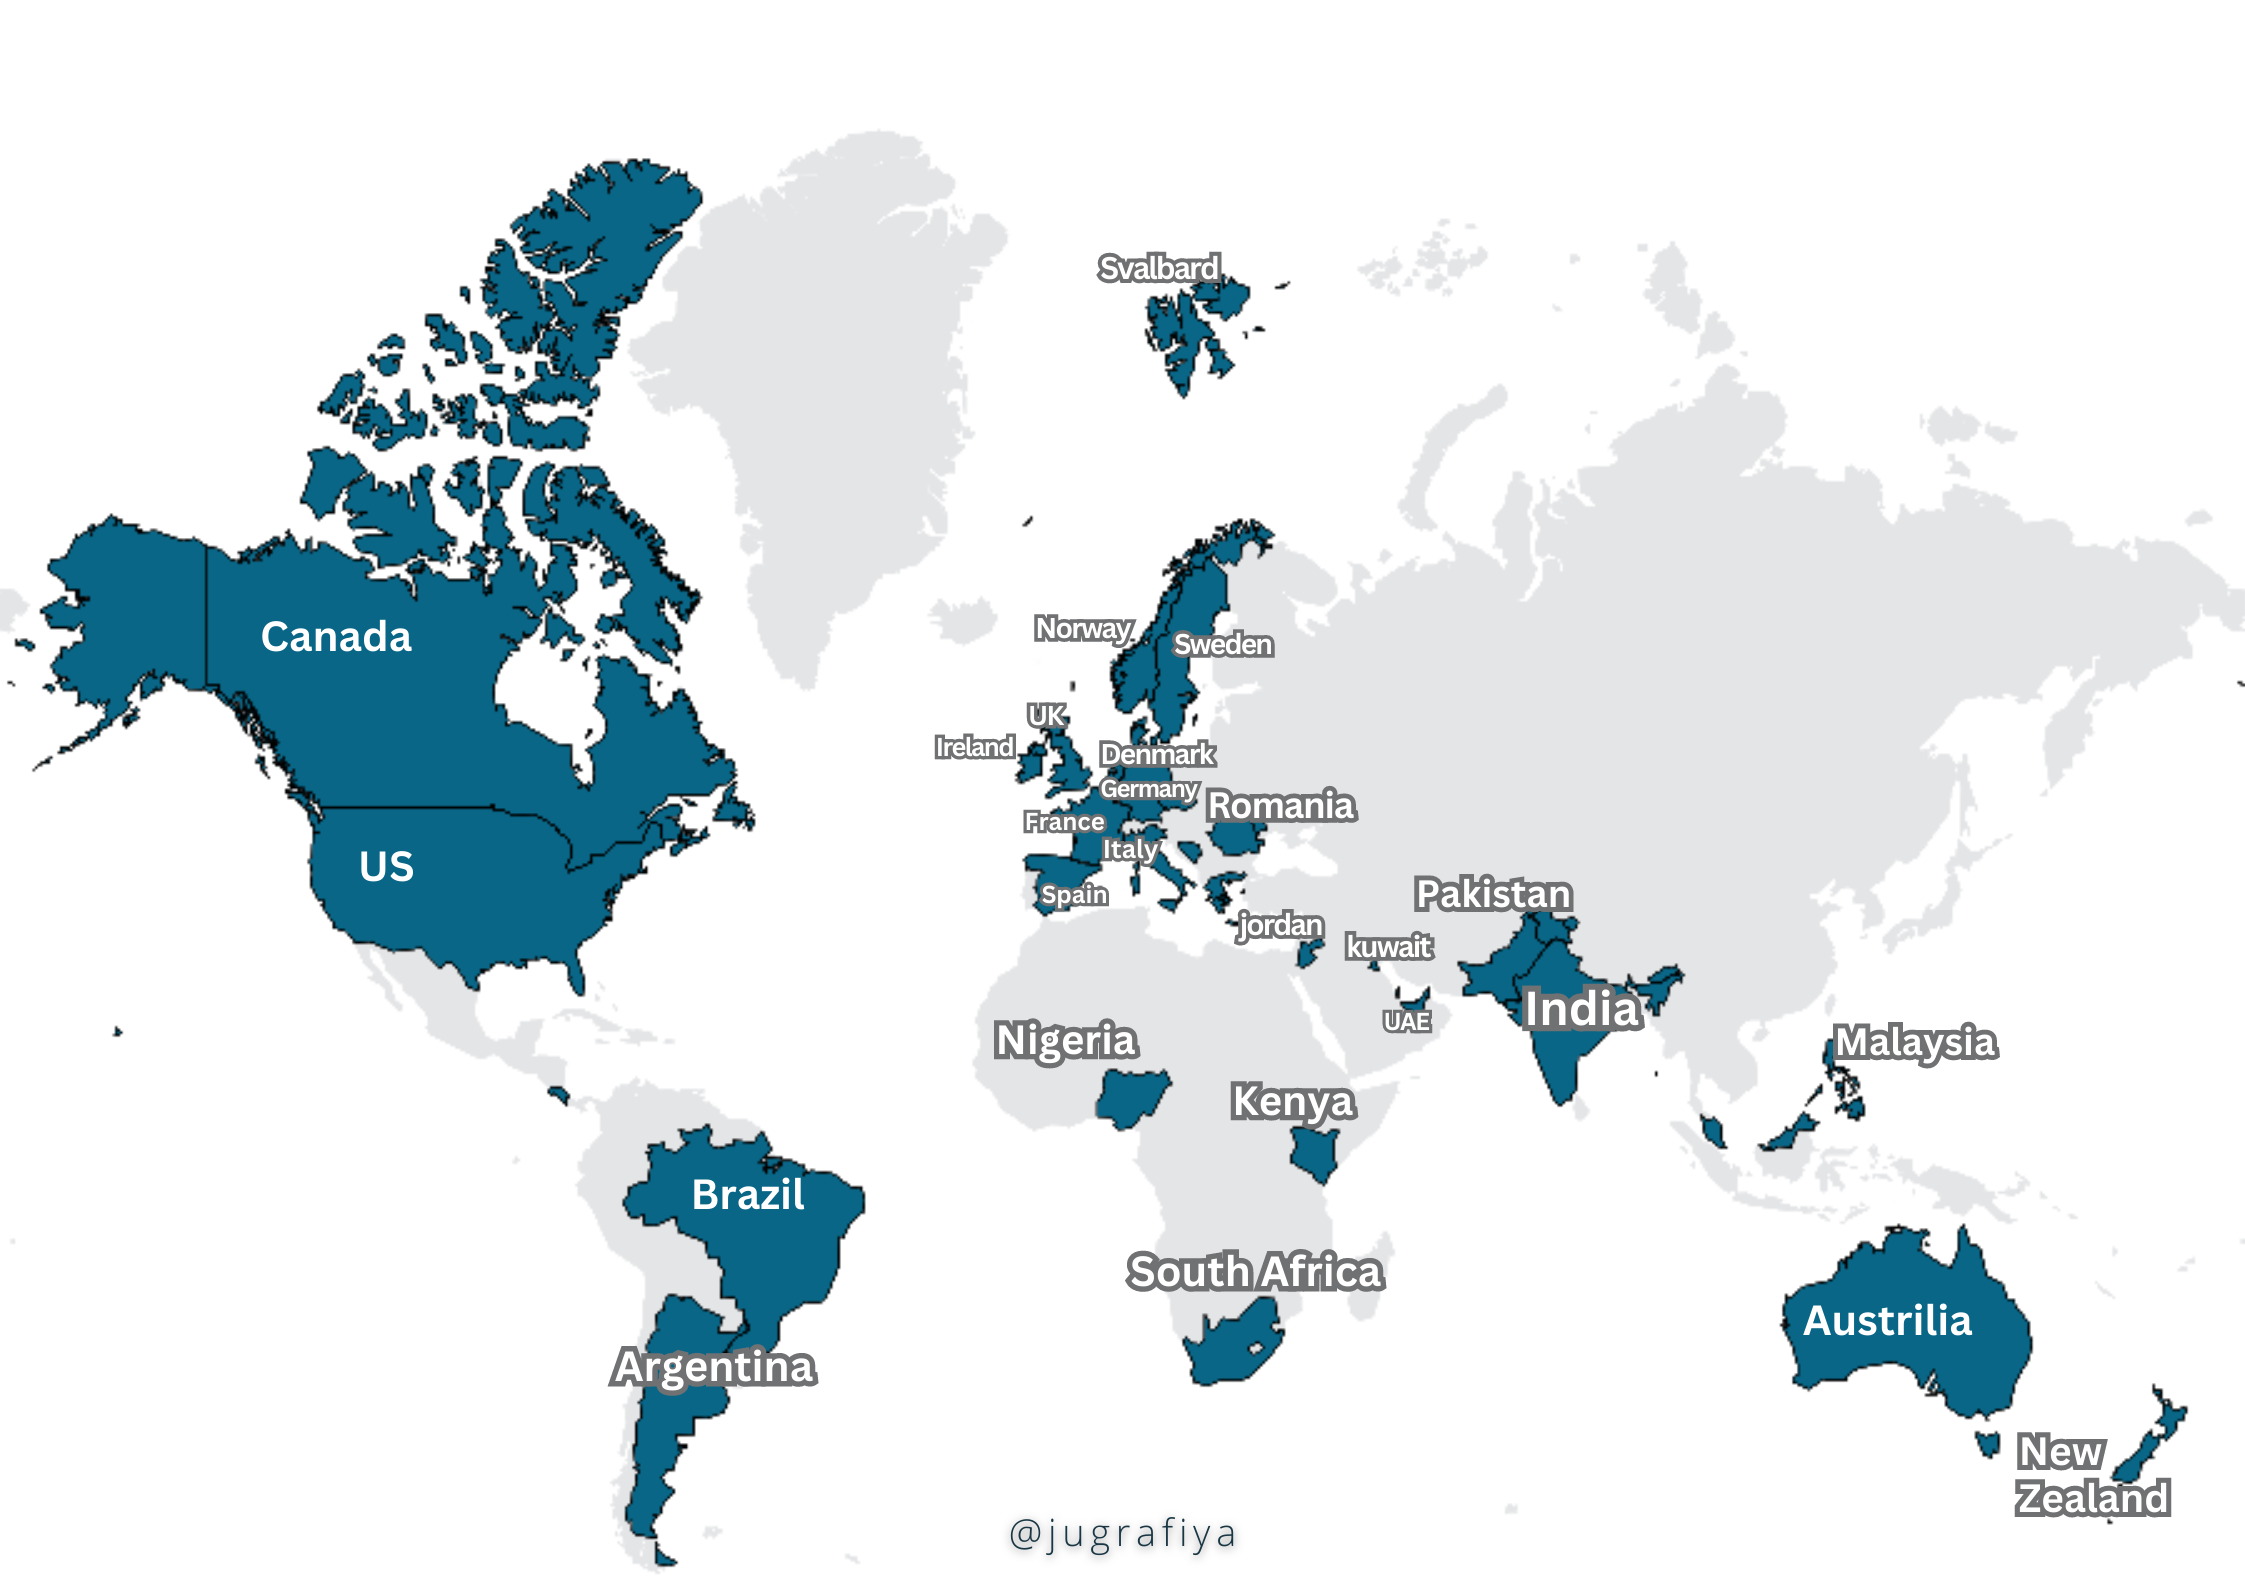 Svalbard
Canada
Norway
Sweden
UK
Ireland
Denmark
Germany
Romania
France
Italy
US
Spain
Pakistan
jordan
kuwait
India
UAE
Nigeria
Malaysia
Kenya
Brazil
South Africa
Austrilia
Argentina
New
Zealand
@jugrafiya